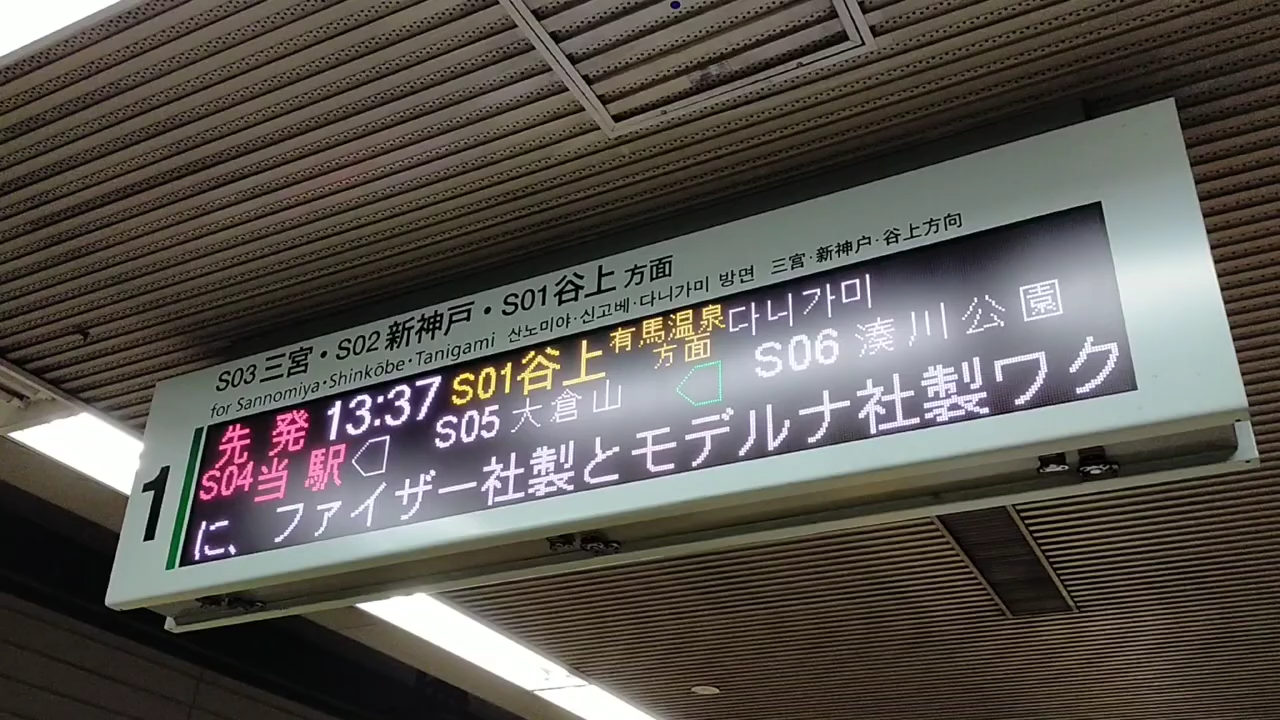 S03三宮・S02新神戸・S01谷上方面
for Sannomiya・Shinkōbe・Tanigami 산노미야·신고베·다니가미 방면 三宫·新神户·谷上方向
1
先発 13:37 S01谷上 有馬温泉方面 다니가미
S04当駅 S05大倉山 S06湊川公園
に、ファイザー社製とモデルナ社製ワク